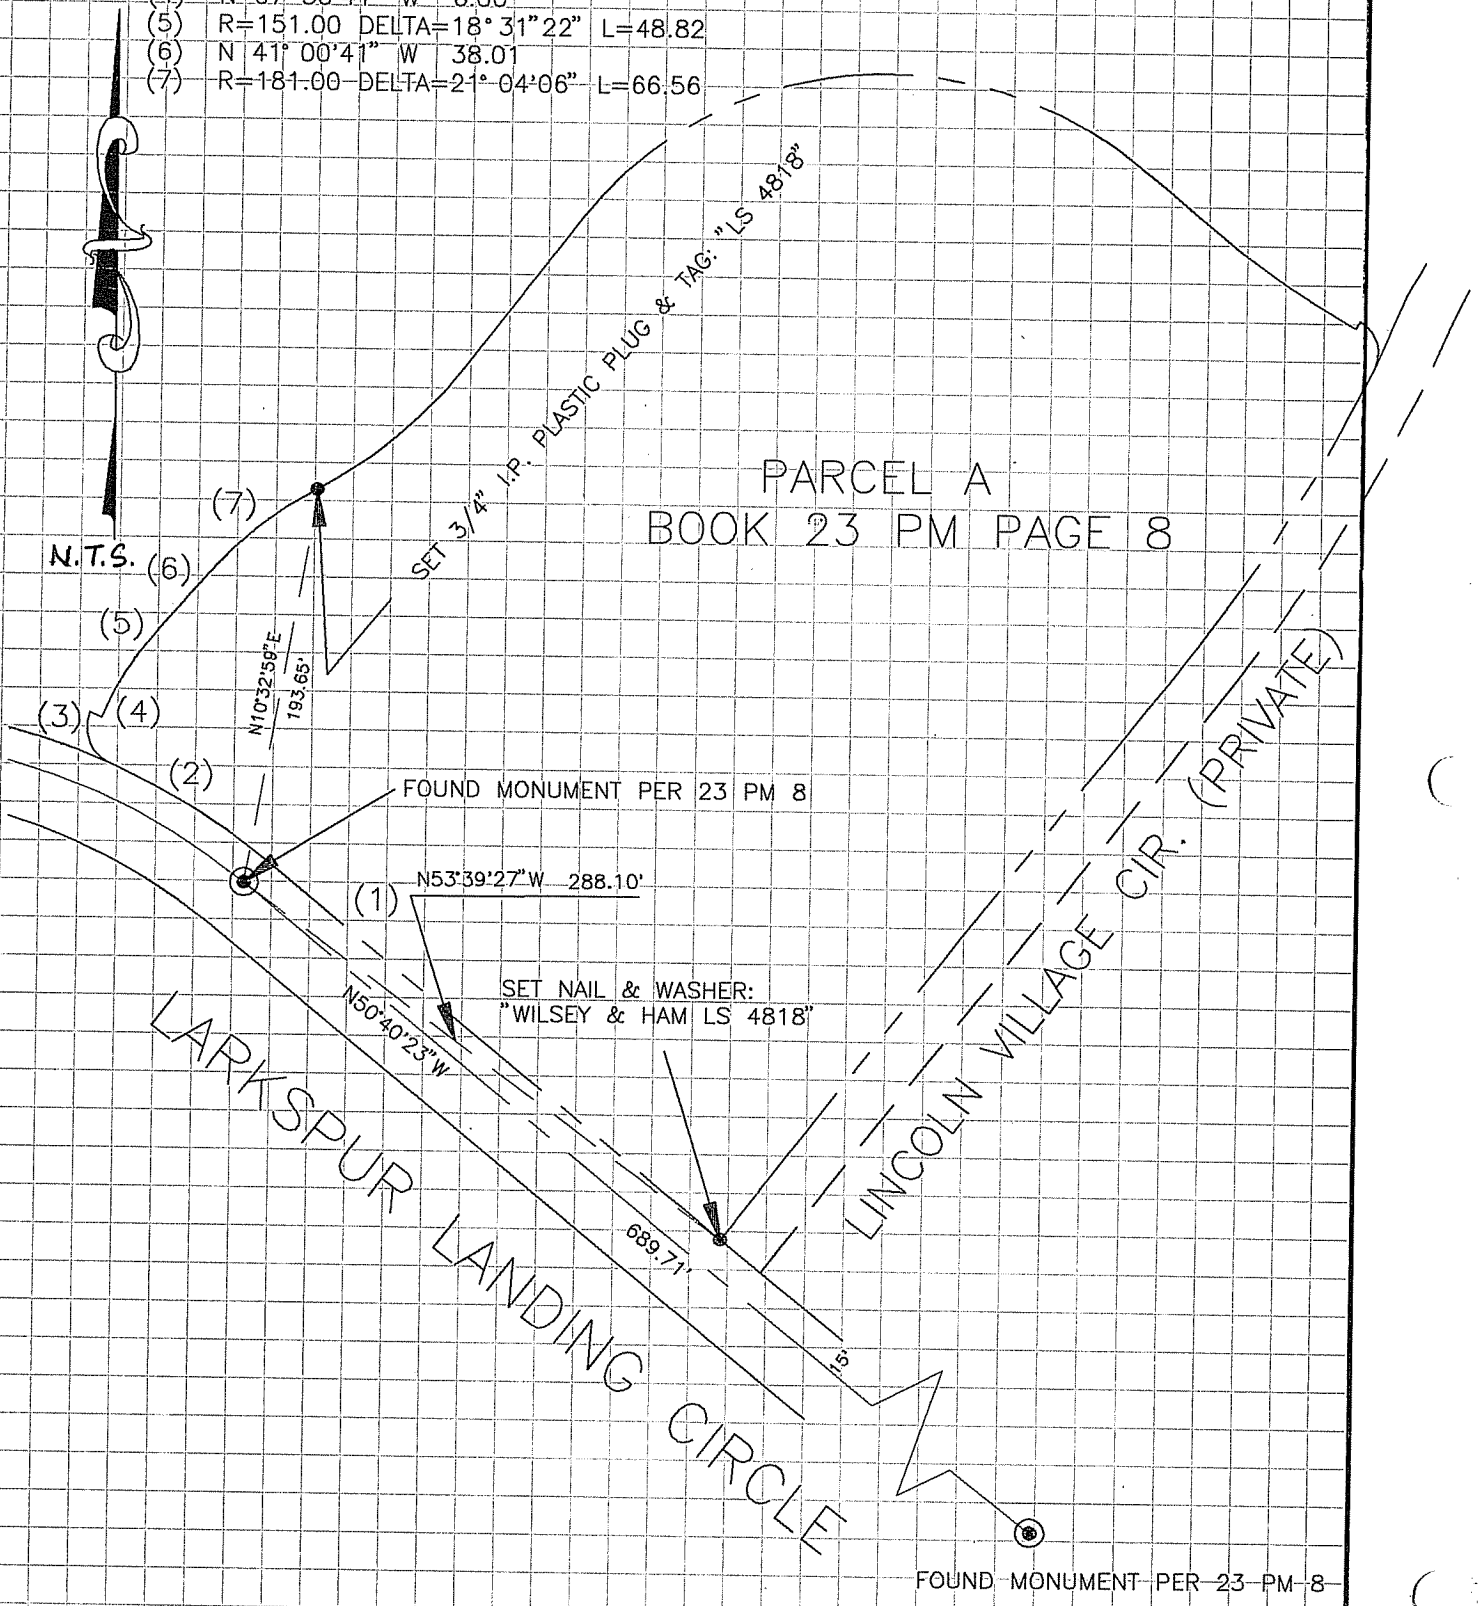 (5) R=151.00 DELTA=18° 31"22" L=48.82
(6) N 41° 00'41" W 38.01
(7) R=181.00 DELTA=21° 04'06" L=66.56
SET 3/4" I.P. PLASTIC PLUG & TAG: "LS 4818"
PARCEL A
BOOK 23 PM PAGE 8
(7)
N.T.S.
(6)
(5)
N10°32'59"E
193.65'
(3)
(4)
(2)
FOUND MONUMENT PER 23 PM 8
(1)
N53°39'27"W 288.10'
SET NAIL & WASHER:
"WILSEY & HAM LS 4818"
N50°40'23"W
689.71'
15'
LINCOLN VILLAGE CIR. (PRIVATE)
LARKSPUR LANDING CIRCLE
FOUND MONUMENT PER 23 PM 8